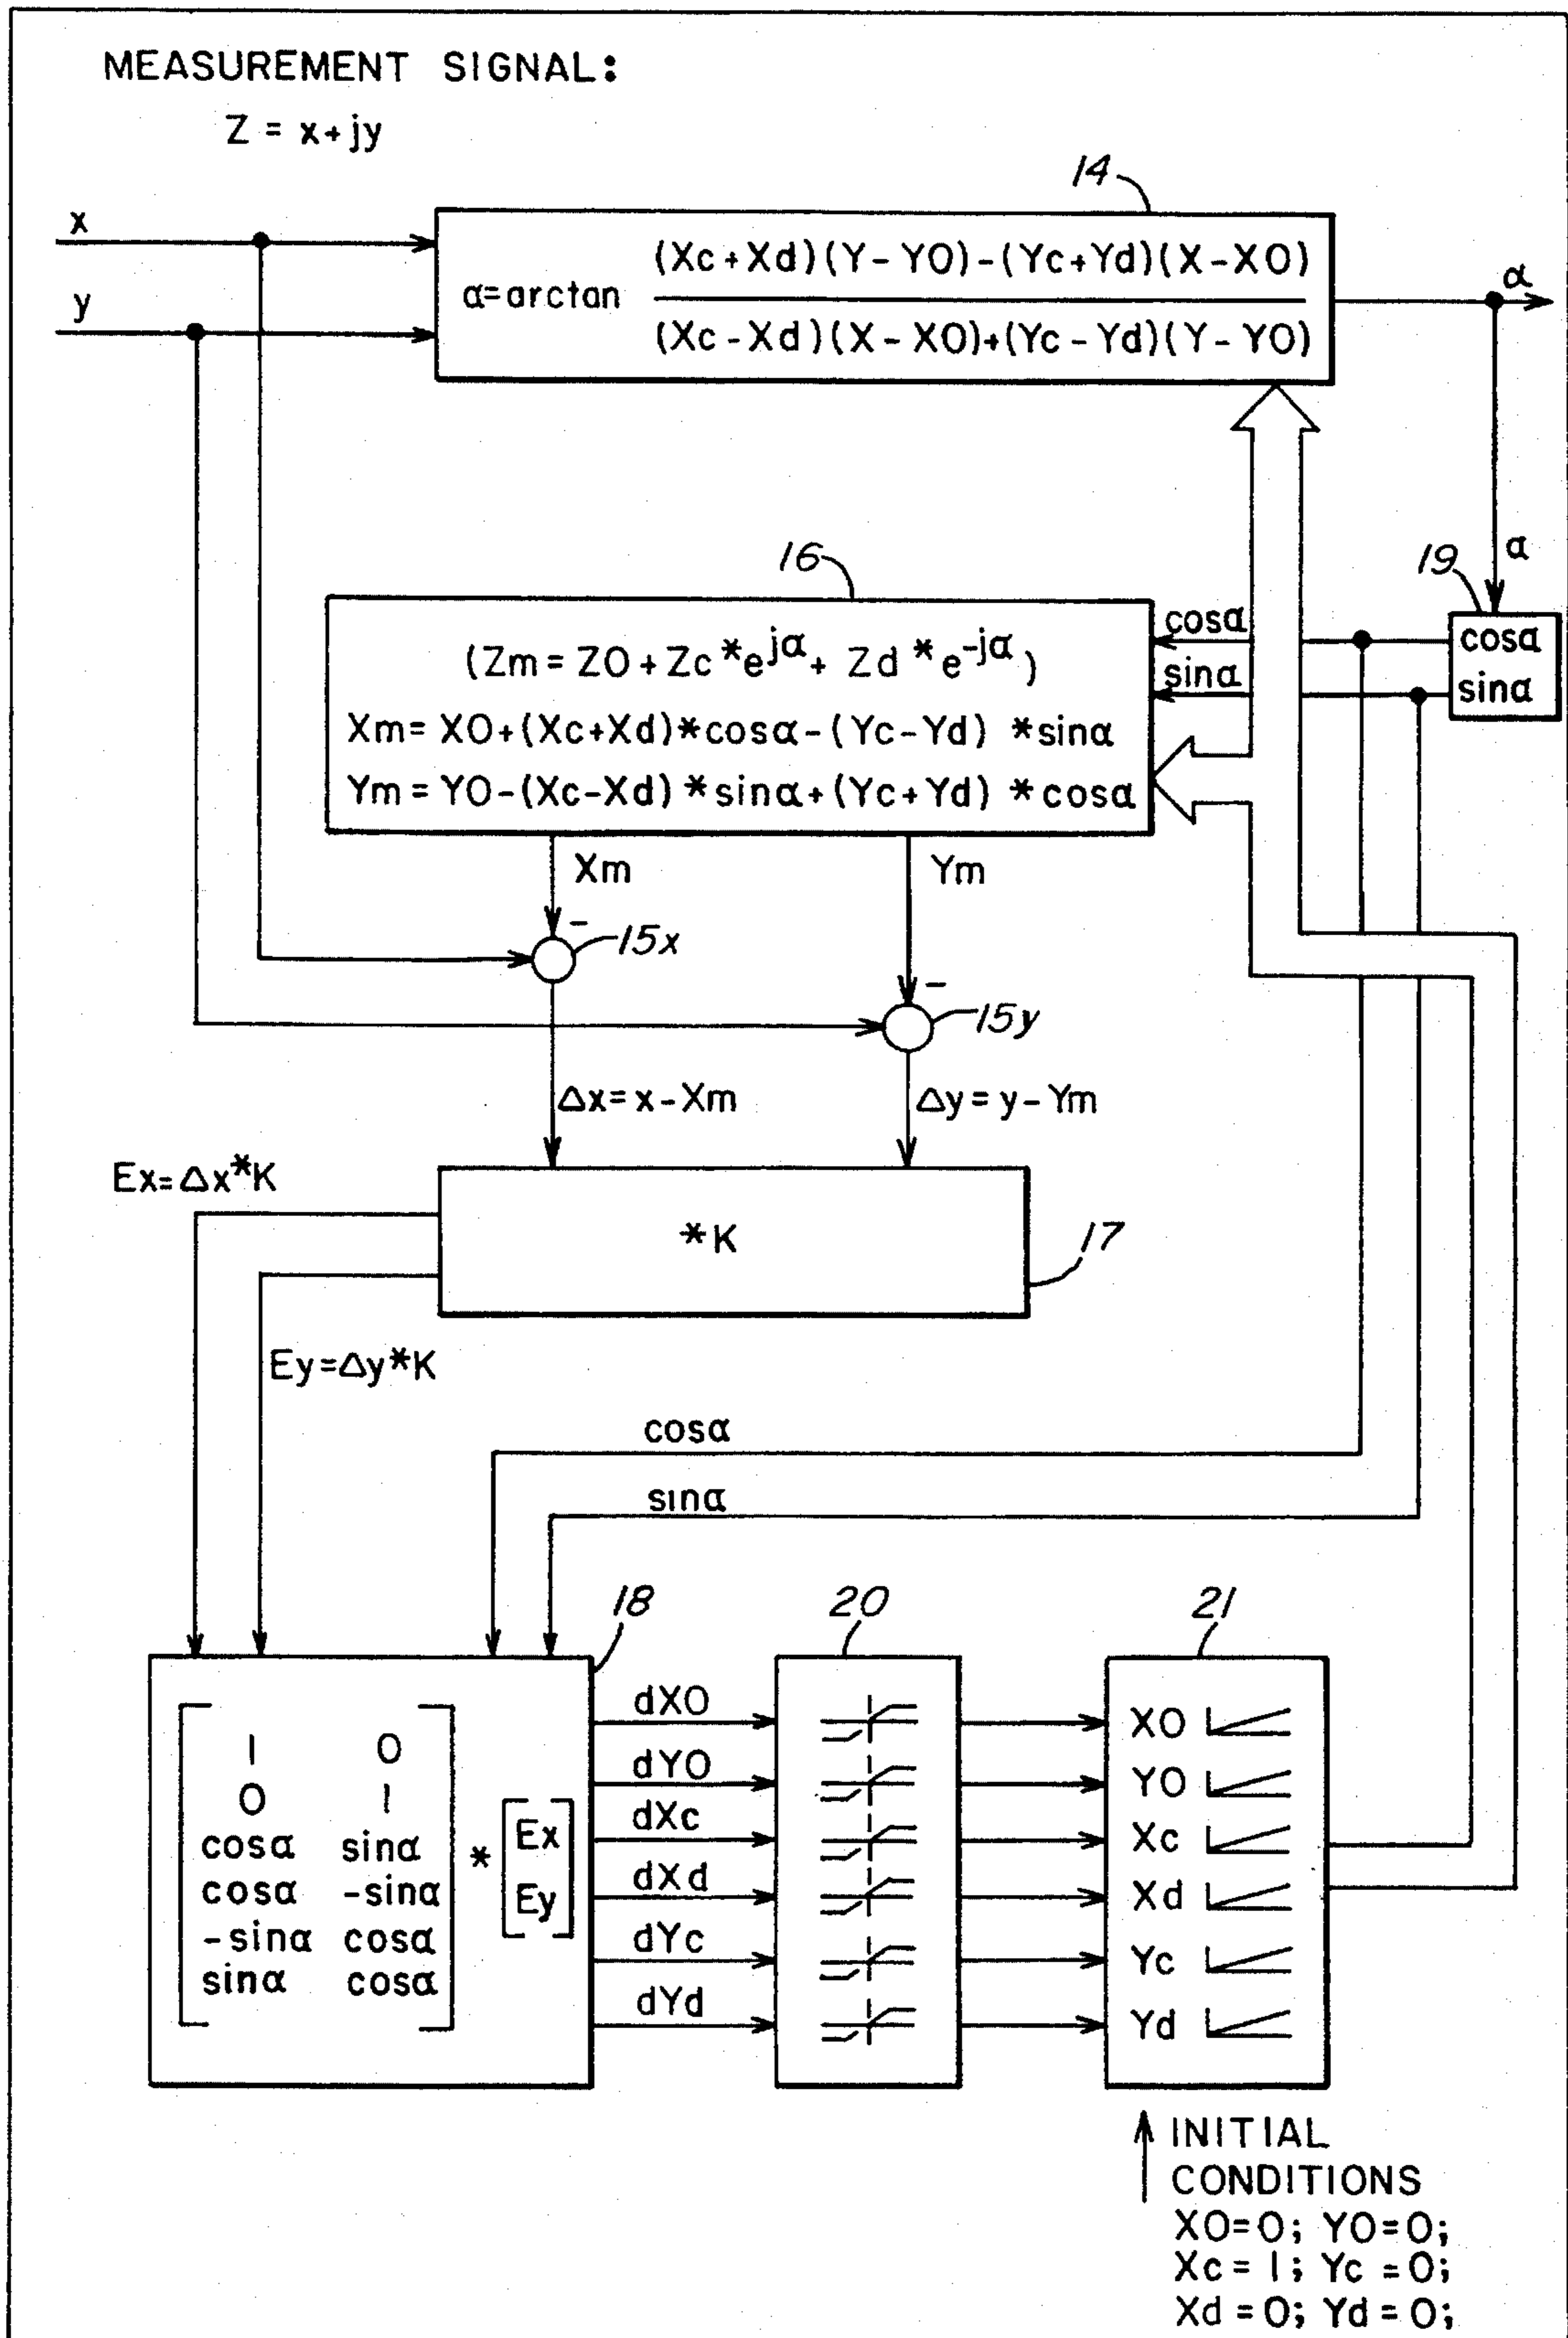 MEASUREMENT SIGNAL:
Z = x+jy
14
x
y
(Xc+Xd)(Y-YO)-(Yc+Yd)(X-XO)
α=arctan
(Xc-Xd)(X-XO)+(Yc-Yd)(Y-YO)
α
α
16
19
cosα
sinα
cosα
sinα
(Zm=ZO+Zc*e^jα+ Zd*e^-jα)
Xm= XO+(Xc+Xd)*cosα-(Yc-Yd) *sinα
Ym = YO-(Xc-Xd)*sinα+(Yc+Yd) *cosα
Xm
Ym
-
15x
-
15y
Δx=x-Xm
Δy=y-Ym
Ex=Δx*K
*K
17
Ey=Δy*K
cosα
sinα
18
20
21
1 0
0 1
cosα sinα
cosα -sinα
-sinα cosα
sinα cosα
*
Ex
Ey
dXO
dYO
dXc
dXd
dYc
dYd
XO
YO
Xc
Xd
Yc
Yd
INITIAL
CONDITIONS
XO=O; YO=O;
Xc = 1; Yc =O;
Xd =O; Yd=O;